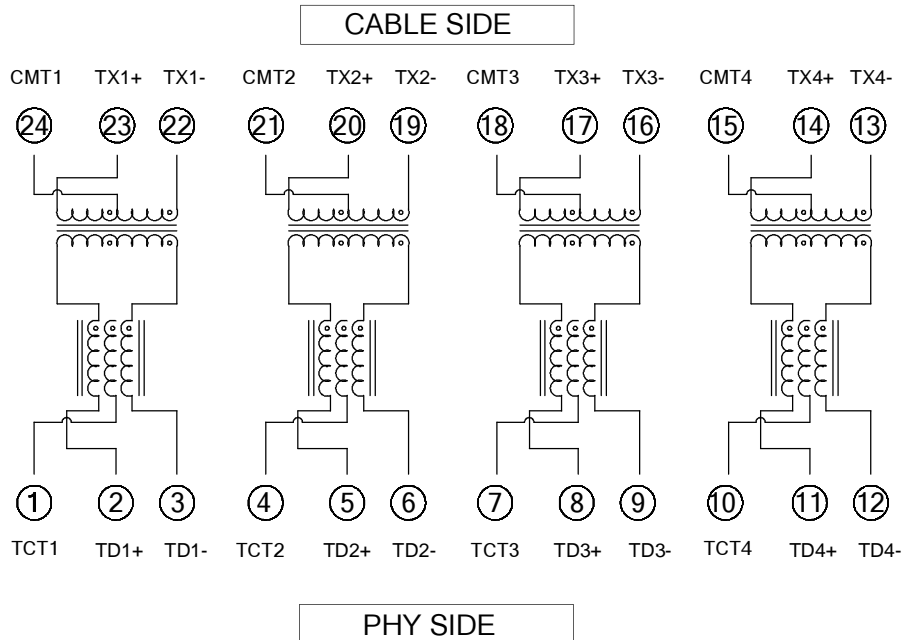 CABLE SIDE
CMT1 TX1+ TX1- CMT2 TX2+ TX2- CMT3 TX3+ TX3- CMT4 TX4+ TX4-
24 23 22 21 20 19 18 17 16 15 14 13
1 2 3 4 5 6 7 8 9 10 11 12
TCT1 TD1+ TD1- TCT2 TD2+ TD2- TCT3 TD3+ TD3- TCT4 TD4+ TD4-
PHY SIDE